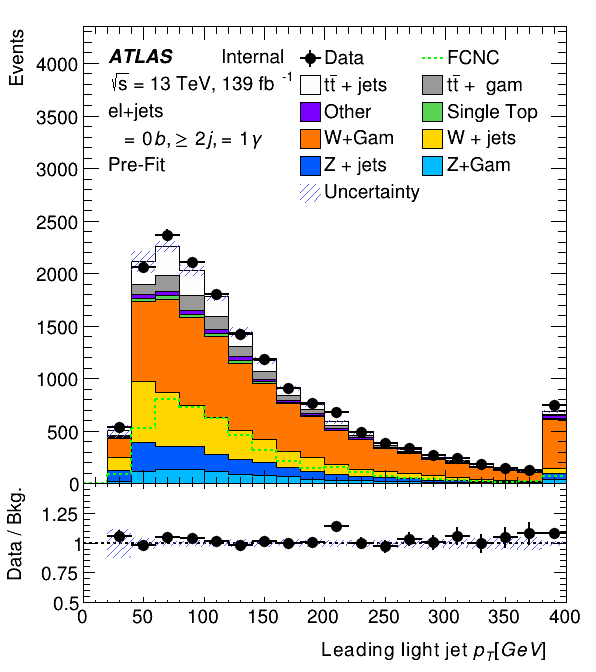 Events
4000
3500
3000
2500
2000
1500
1000
500
0
ATLAS Internal
√s = 13 TeV, 139 fb⁻¹
el+jets
= 0b, ≥ 2j, = 1γ
Pre-Fit
Data
FCNC
tt̄ + jets
tt̄ + gam
Other
Single Top
W+Gam
W + jets
Z + jets
Z+Gam
Uncertainty
Data / Bkg.
1.25
1
0.75
0.5
0 50 100 150 200 250 300 350 400
Leading light jet p_T[GeV]